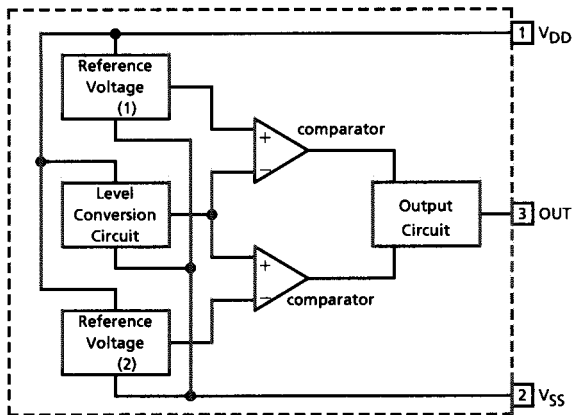 1 VDD
Reference
Voltage
(1)
comparator
+
−
Level
Conversion
Circuit
Output
Circuit
3 OUT
+
−
comparator
Reference
Voltage
(2)
2 VSS